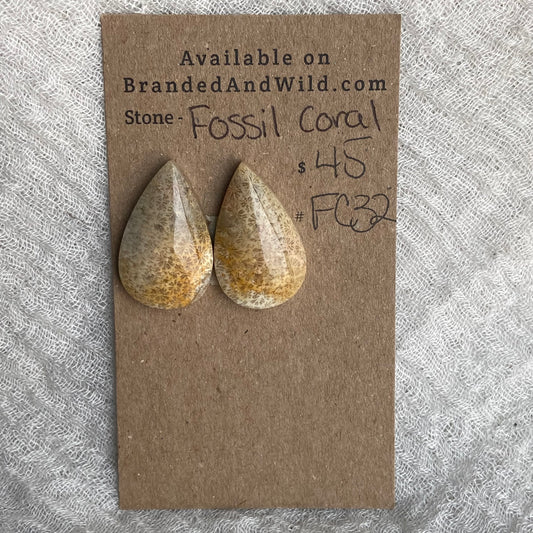 Available on
BrandedAndWild.com
Stone - Fossil Coral
$ 45
# FC32